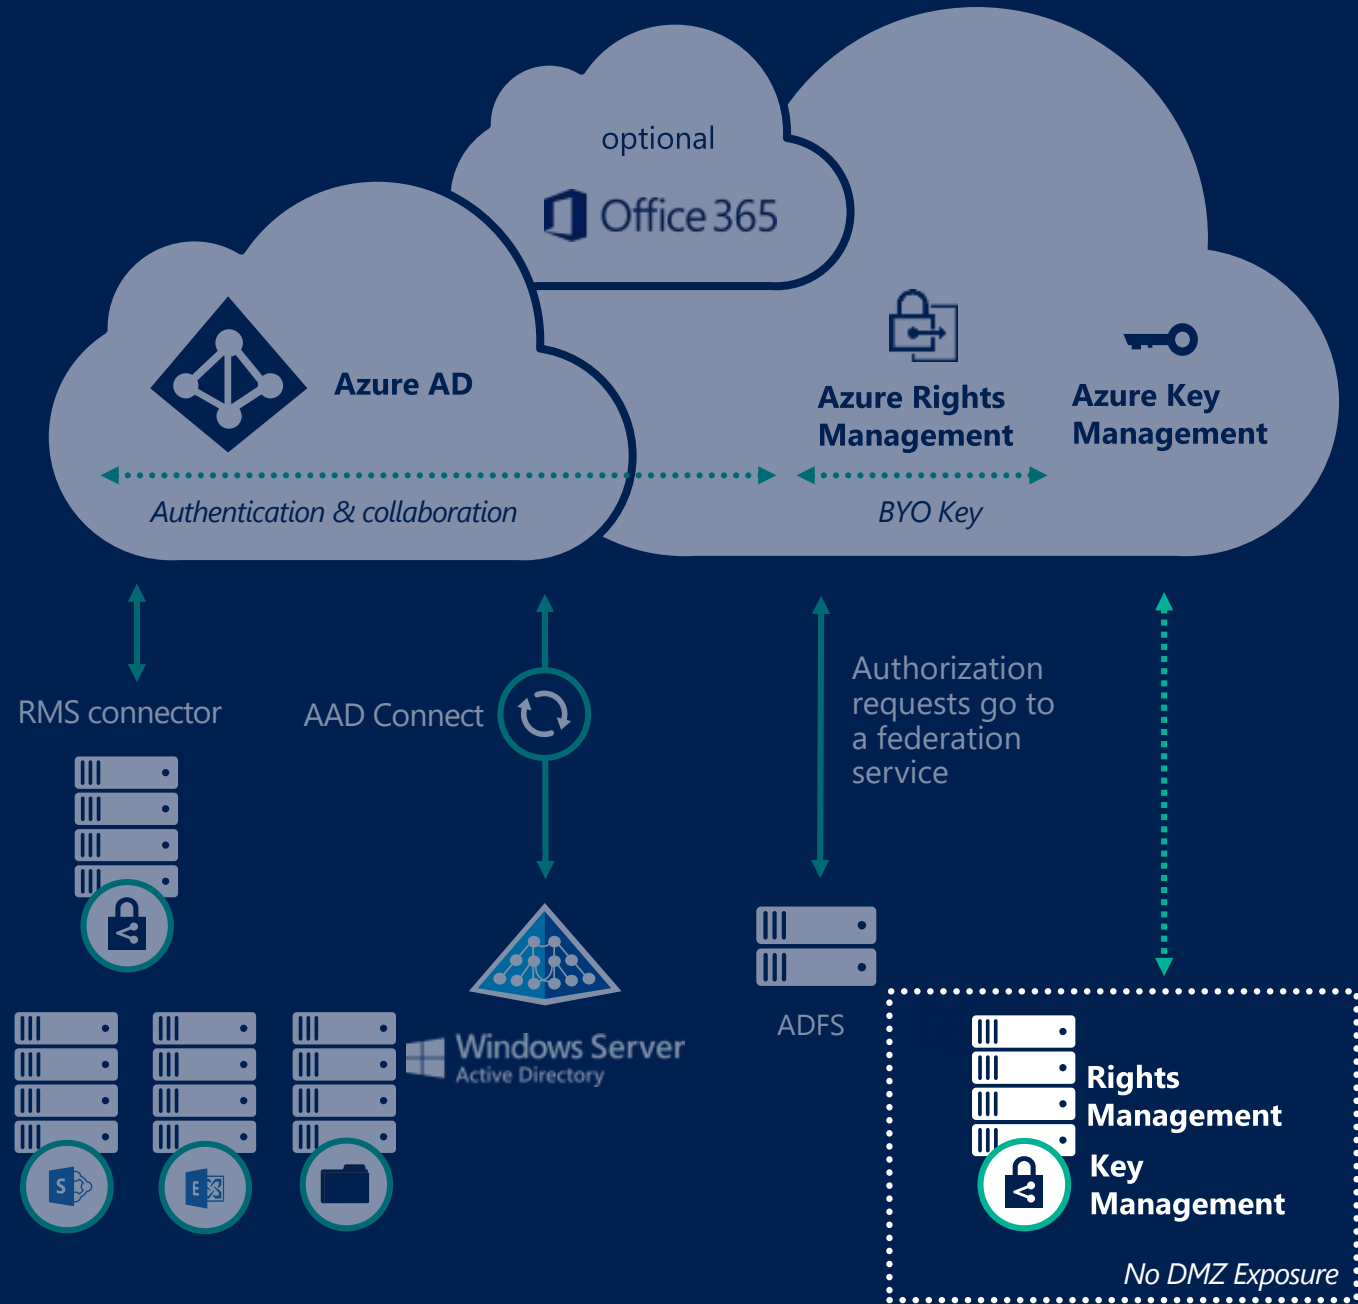 optional
Office 365
Azure AD
Azure Rights
Management
Azure Key
Management
Authentication & collaboration
BYO Key
RMS connector
AAD Connect
Authorization
requests go to
a federation
service
Windows Server
Active Directory
ADFS
S
E
Rights
Management
Key
Management
No DMZ Exposure